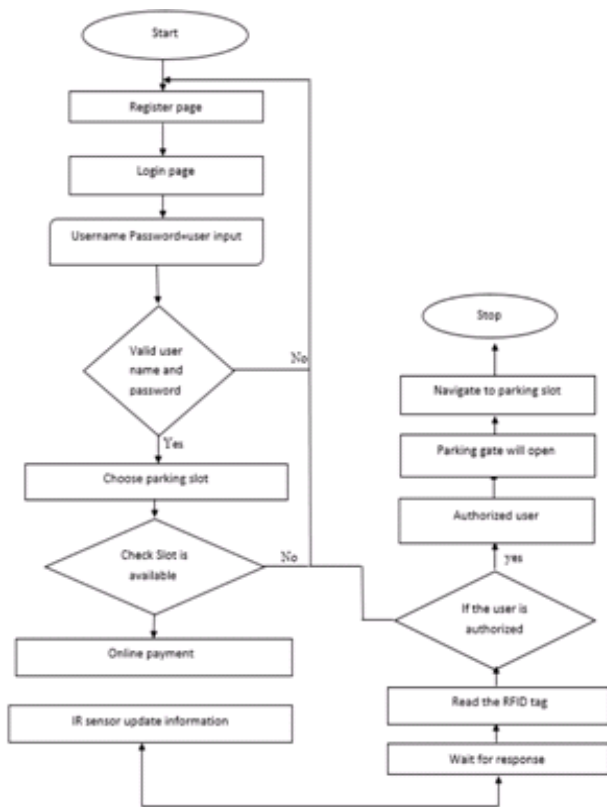 Start
Register page
Login page
Username Password=user input
Valid user
name and
password
No
Yes
Choose parking slot
Check Slot is
available
No
Online payment
IR sensor update information
Stop
Navigate to parking slot
Parking gate will open
Authorized user
yes
If the user is
authorized
Read the RFID tag
Wait for response